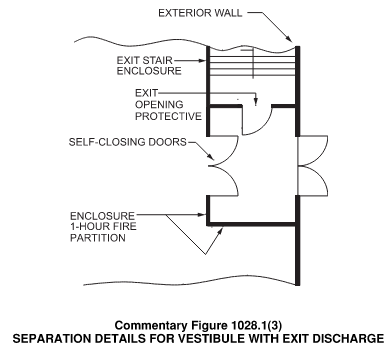 EXTERIOR WALL
EXIT STAIR
ENCLOSURE
EXIT
OPENING
PROTECTIVE
SELF-CLOSING DOORS
ENCLOSURE
1-HOUR FIRE
PARTITION
Commentary Figure 1028.1(3)
SEPARATION DETAILS FOR VESTIBULE WITH EXIT DISCHARGE